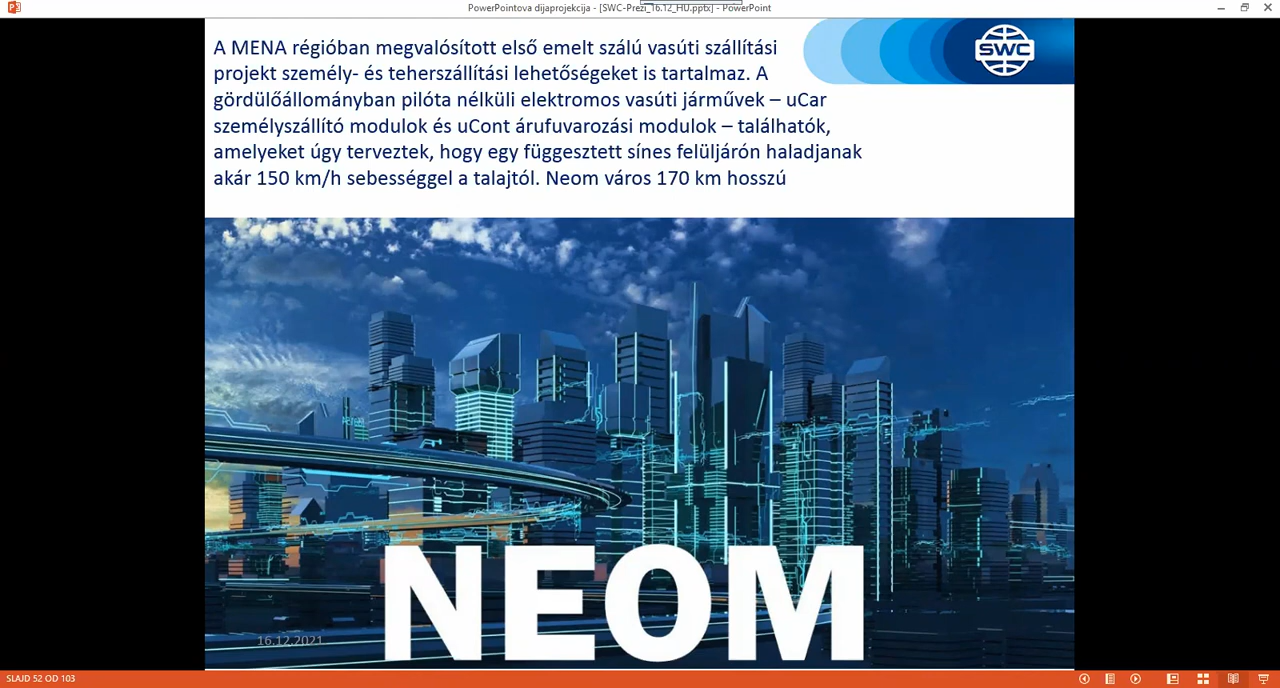 PowerPointova dijaprojekcija - [SWC-Prezi_16.12_HU.pptx] - PowerPoint
A MENA régióban megvalósított első emelt szálú vasúti szállítási
projekt személy- és teherszállítási lehetőségeket is tartalmaz. A
gördülőállományban pilóta nélküli elektromos vasúti járművek – uCar
személyszállító modulok és uCont árufuvarozási modulok – találhatók,
amelyeket úgy terveztek, hogy egy függesztett sínes felüljárón haladjanak
akár 150 km/h sebességgel a talajtól. Neom város 170 km hosszú
SWC
NEOM
16.12.2021
SLAJD 52 OD 103